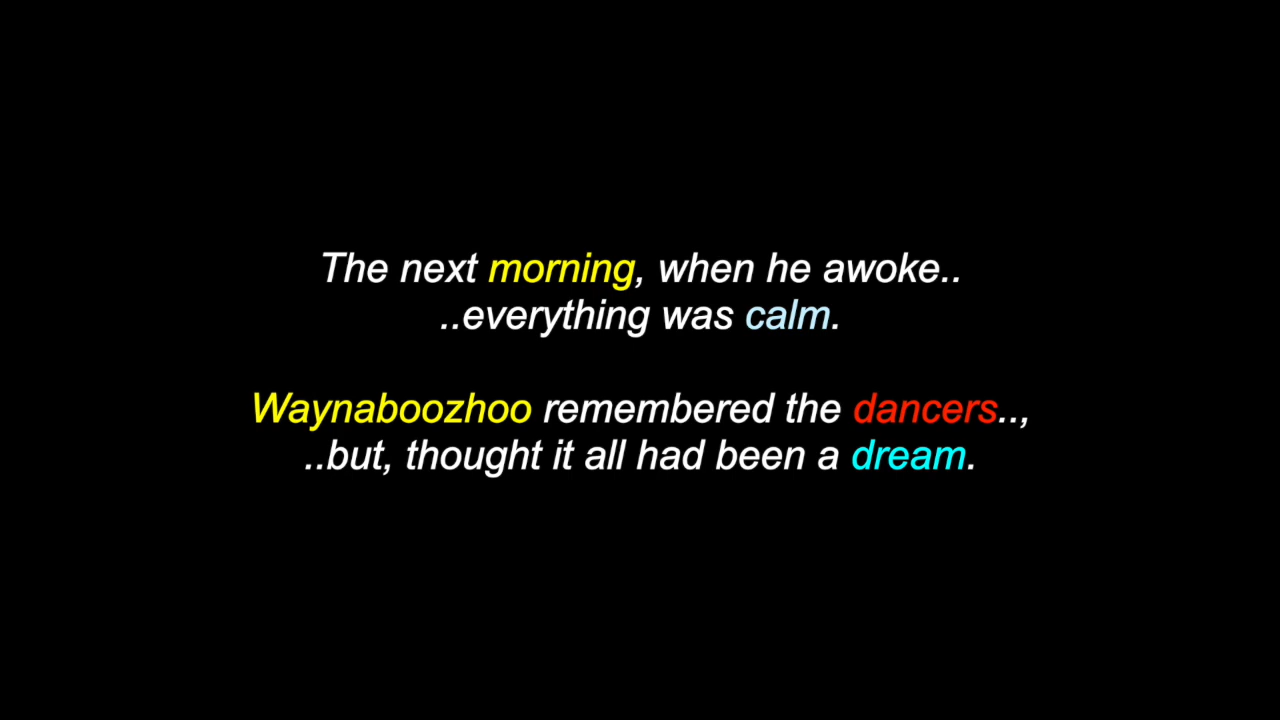 The next morning, when he awoke..
..everything was calm.
Waynaboozhoo remembered the dancers..,
..but, thought it all had been a dream.